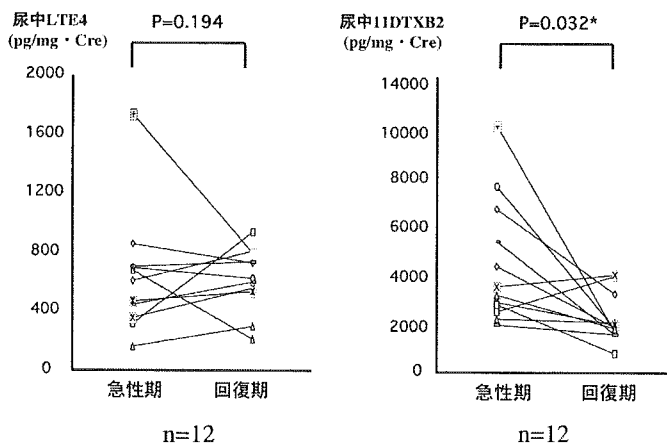 尿中LTE4
(pg/mg・Cre)
P=0.194
2000
1600
1200
800
400
0
急性期
回復期
n=12
尿中11DTXB2
(pg/mg・Cre)
P=0.032*
14000
10000
8000
6000
4000
2000
0
急性期
回復期
n=12